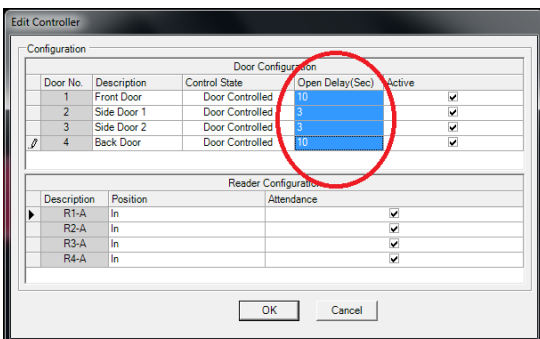 Edit Controller
Configuration
Door Configuration
Door No. Description Control State Open Delay(Sec) Active
1 Front Door Door Controlled 10
2 Side Door 1 Door Controlled 3
3 Side Door 2 Door Controlled 3
4 Back Door Door Controlled 10
Reader Configuration
Description Position Attendance
R1-A In
R2-A In
R3-A In
R4-A In
OK Cancel